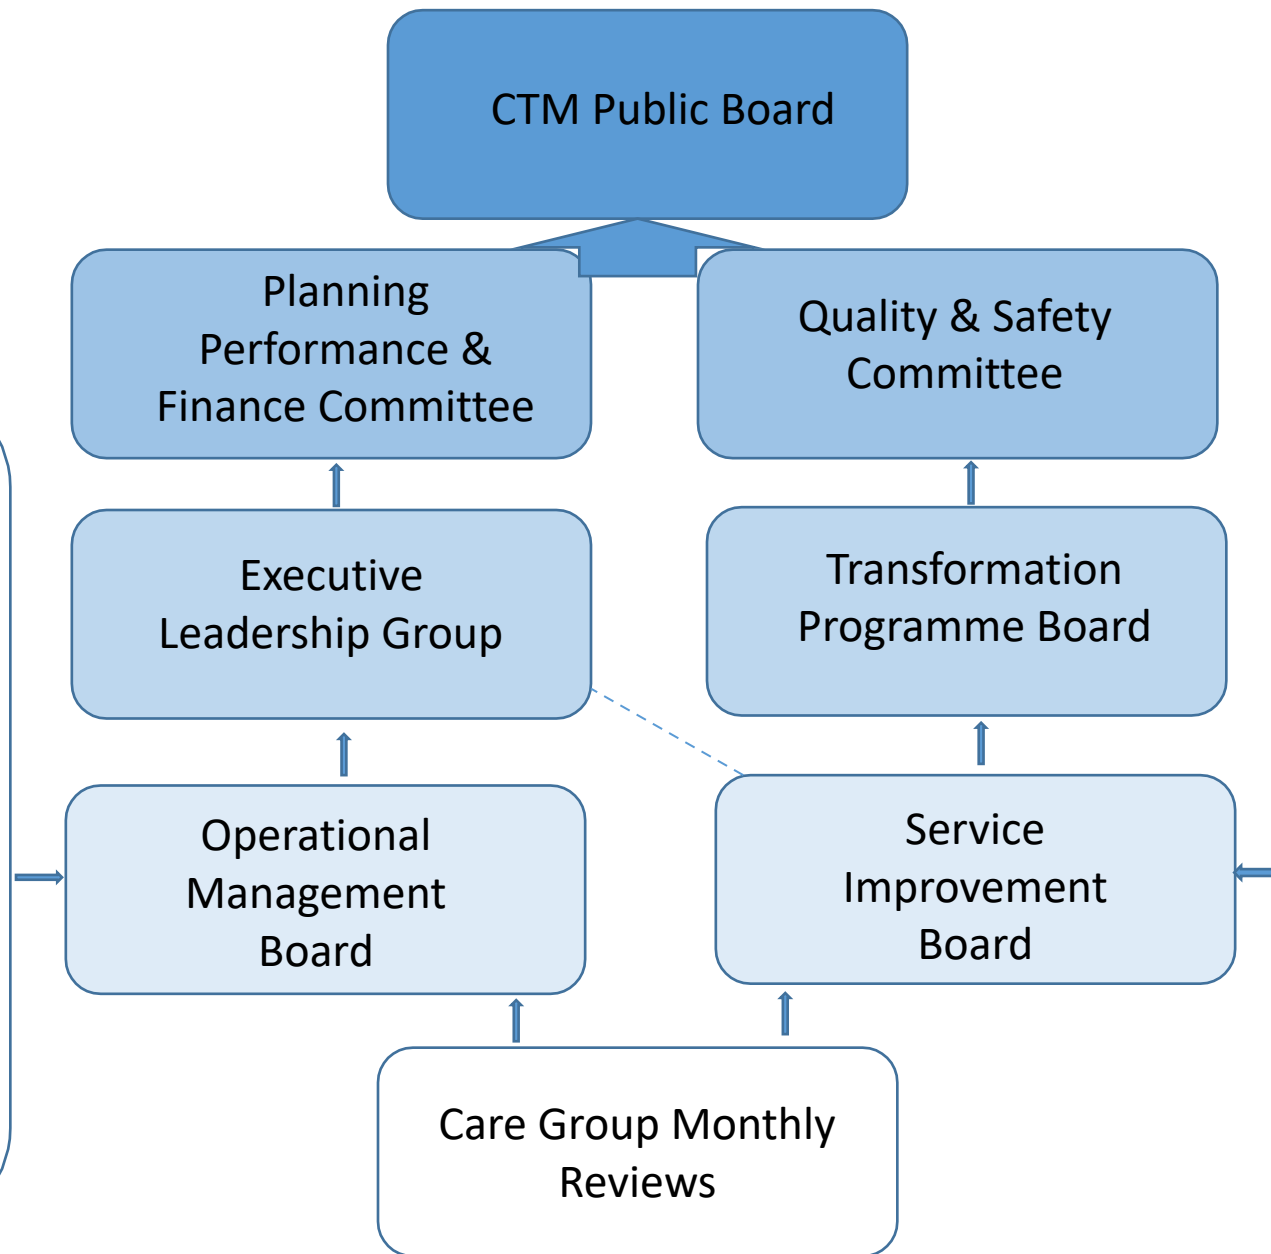 CTM Public Board
Planning
Performance &
Finance Committee
Quality & Safety
Committee
Executive
Leadership Group
Transformation
Programme Board
Operational
Management
Board
Service
Improvement
Board
Care Group Monthly
Reviews